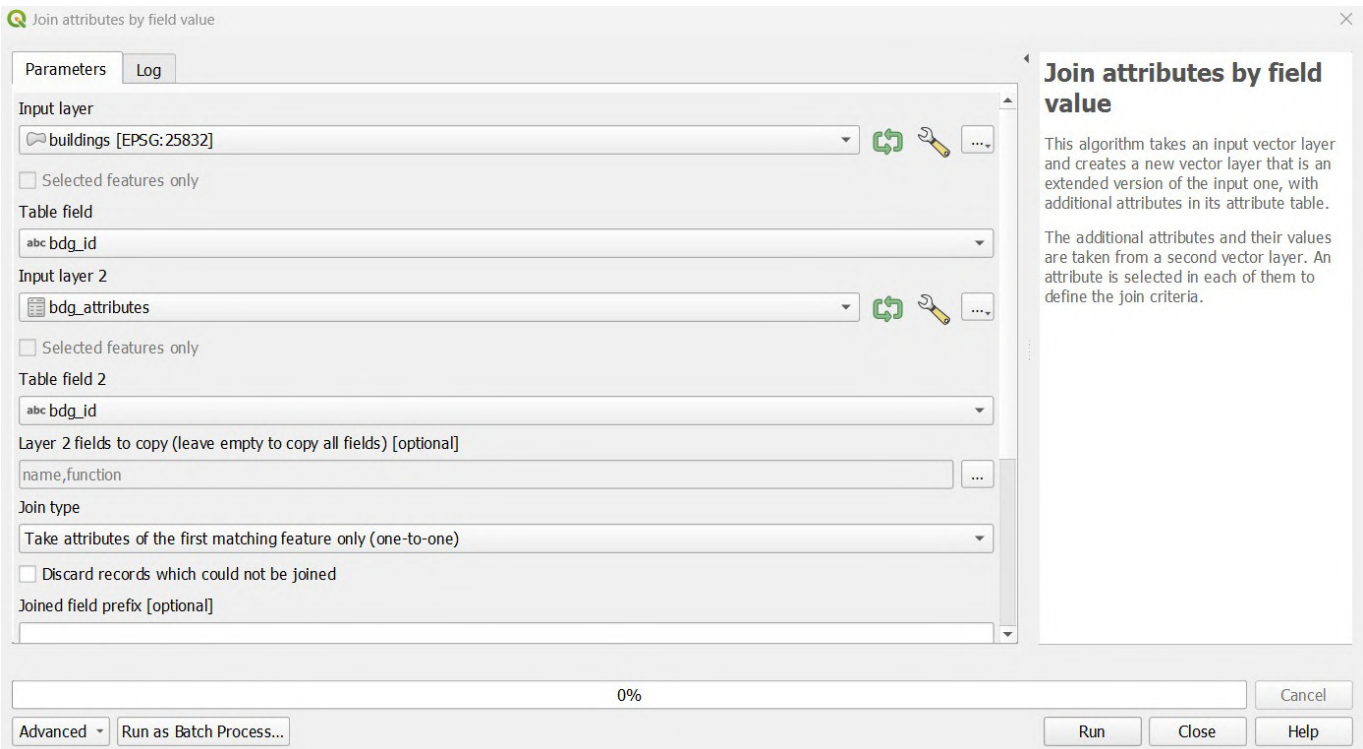 Join attributes by field value
Parameters
Log
Input layer
buildings [EPSG:25832]
...
Selected features only
Table field
abc bdg_id
Input layer 2
bdg_attributes
...
Selected features only
Table field 2
abc bdg_id
Layer 2 fields to copy (leave empty to copy all fields) [optional]
name,function
...
Join type
Take attributes of the first matching feature only (one-to-one)
Discard records which could not be joined
Joined field prefix [optional]
Join attributes by field
value
This algorithm takes an input vector layer
and creates a new vector layer that is an
extended version of the input one, with
additional attributes in its attribute table.
The additional attributes and their values
are taken from a second vector layer. An
attribute is selected in each of them to
define the join criteria.
0%
Cancel
Advanced
Run as Batch Process...
Run
Close
Help